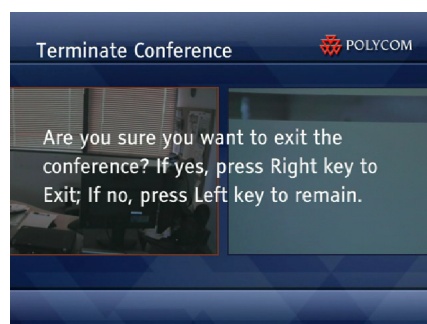 Terminate Conference
POLYCOM
Are you sure you want to exit the
conference? If yes, press Right key to
Exit; If no, press Left key to remain.